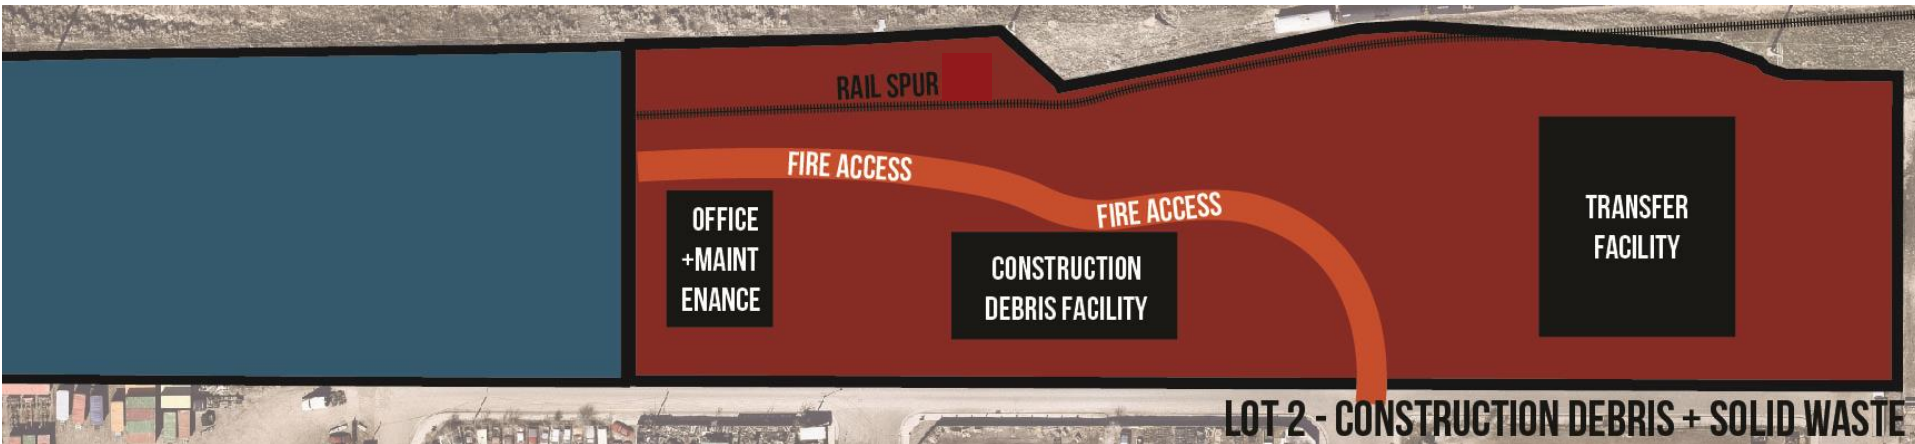 RAIL SPUR
FIRE ACCESS
FIRE ACCESS
OFFICE
+MAINT
ENANCE
CONSTRUCTION
DEBRIS FACILITY
TRANSFER
FACILITY
LOT 2 - CONSTRUCTION DEBRIS + SOLID WASTE